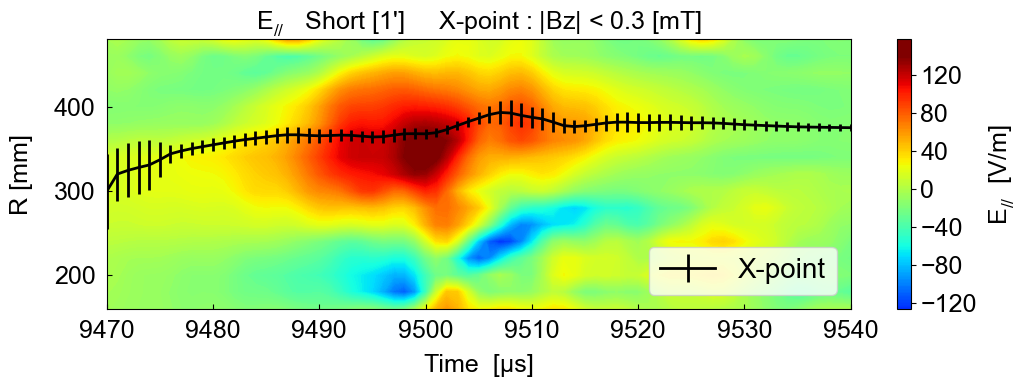 E// Short [1'] X-point : |Bz| < 0.3 [mT]
400
300
200
R [mm]
9470 9480 9490 9500 9510 9520 9530 9540
Time [μs]
X-point
120
80
40
0
−40
−80
−120
E// [V/m]